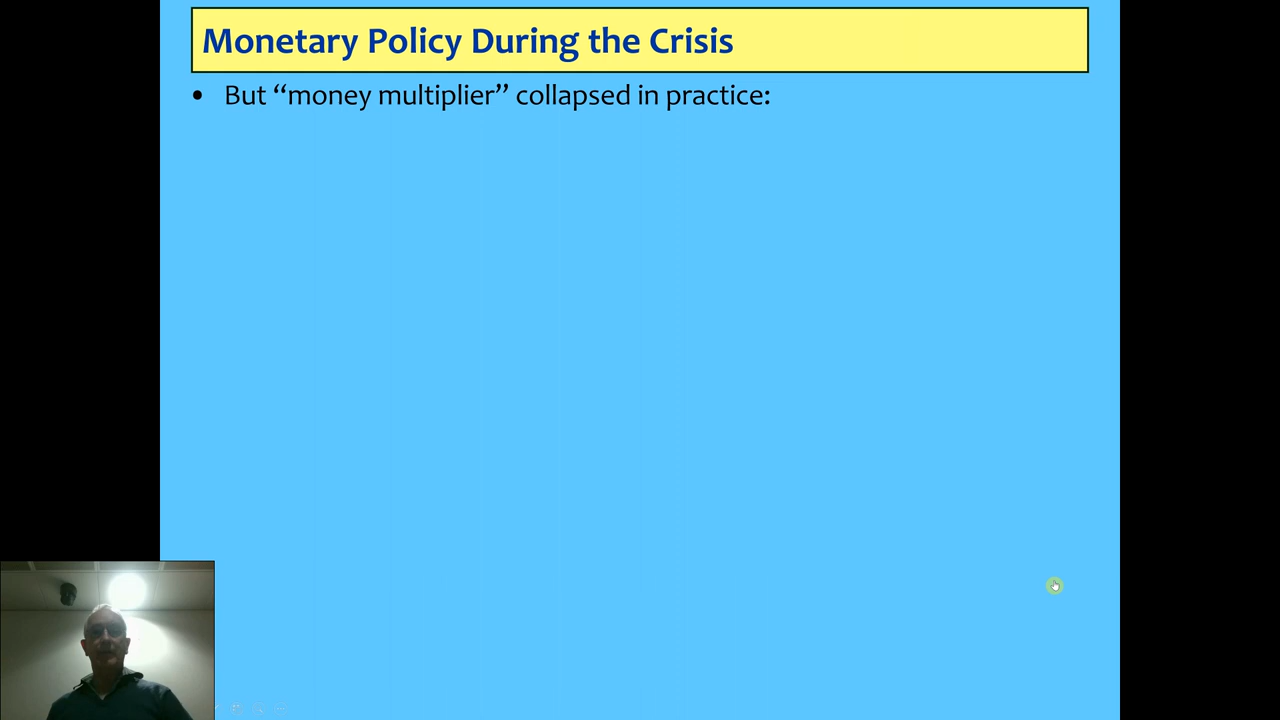 Monetary Policy During the Crisis
• But “money multiplier” collapsed in practice: